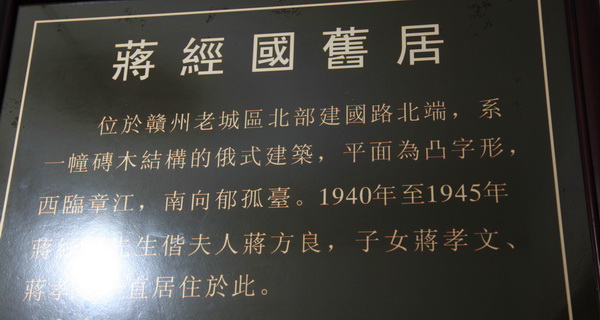 蔣經國舊居
位於贛州老城區北部建國路北端，系
一幢磚木結構的俄式建築，平面為凸字形，
西臨章江，南向郁孤臺。1940年至1945年
蔣經 先生偕夫人蔣方良，子女蔣孝文、
蔣孝 直居住於此。